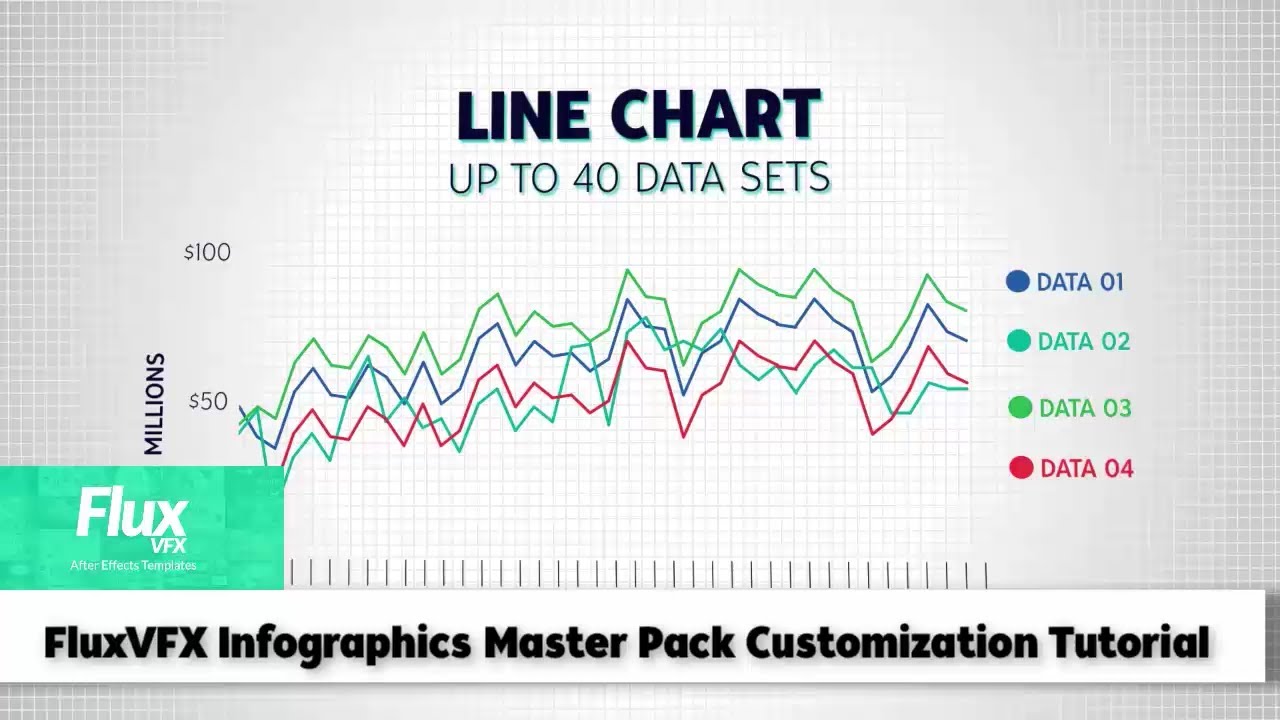 LINE CHART
UP TO 40 DATA SETS
$100
$50
MILLIONS
DATA 01
DATA 02
DATA 03
DATA 04
Flux
VFX
After Effects Templates
FluxVFX Infographics Master Pack Customization Tutorial